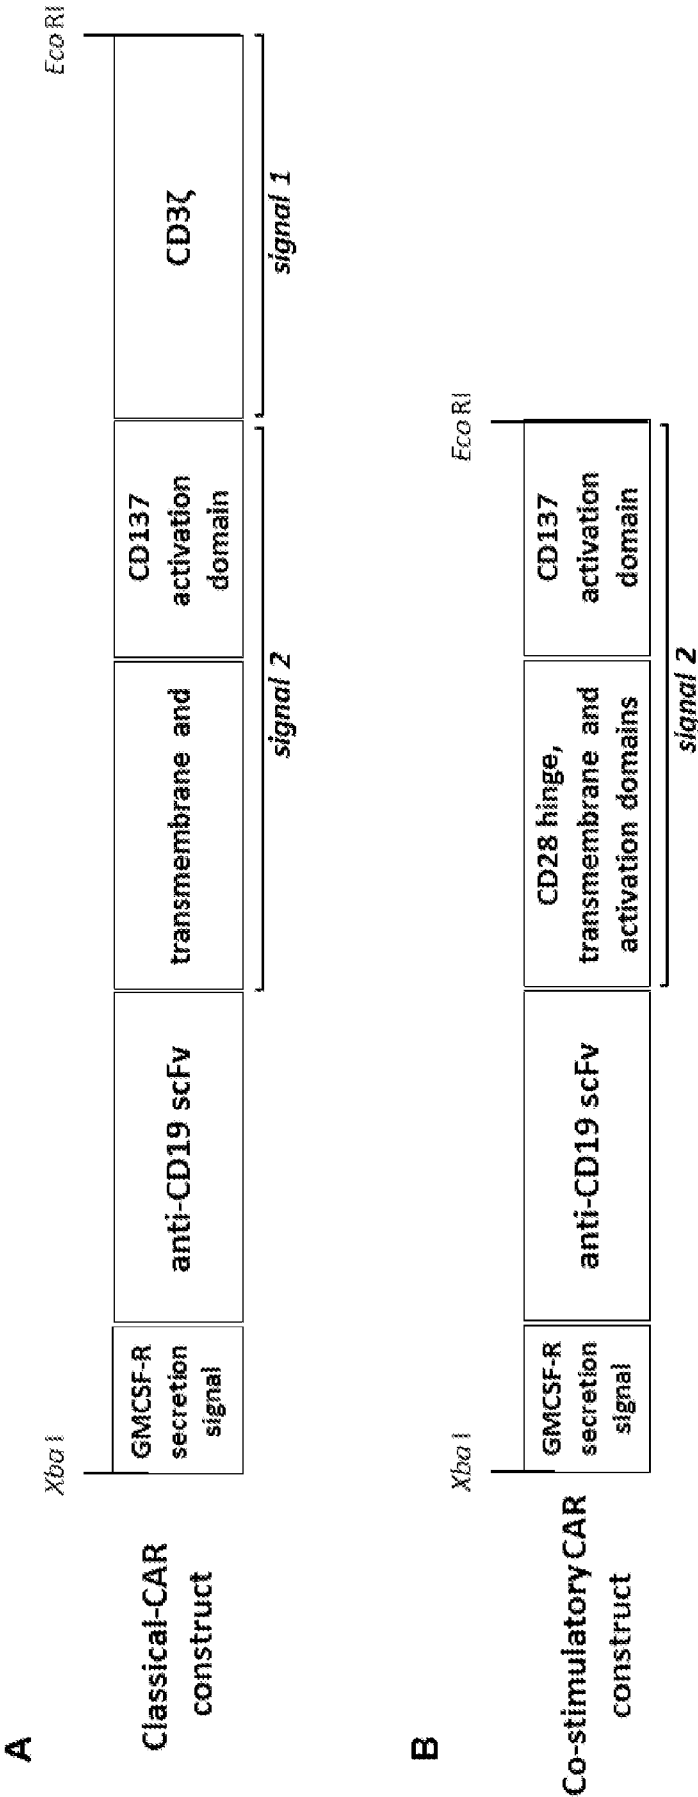 A
Classical-CAR
construct
Xba I
GMCSF-R
secretion
signal
anti-CD19 scFv
transmembrane and
CD137
activation
domain
CD3ζ
Eco RI
signal 2
signal 1
B
Co-stimulatory CAR
construct
Xba I
GMCSF-R
secretion
signal
anti-CD19 scFv
CD28 hinge,
transmembrane and
activation domains
CD137
activation
domain
Eco RI
signal 2